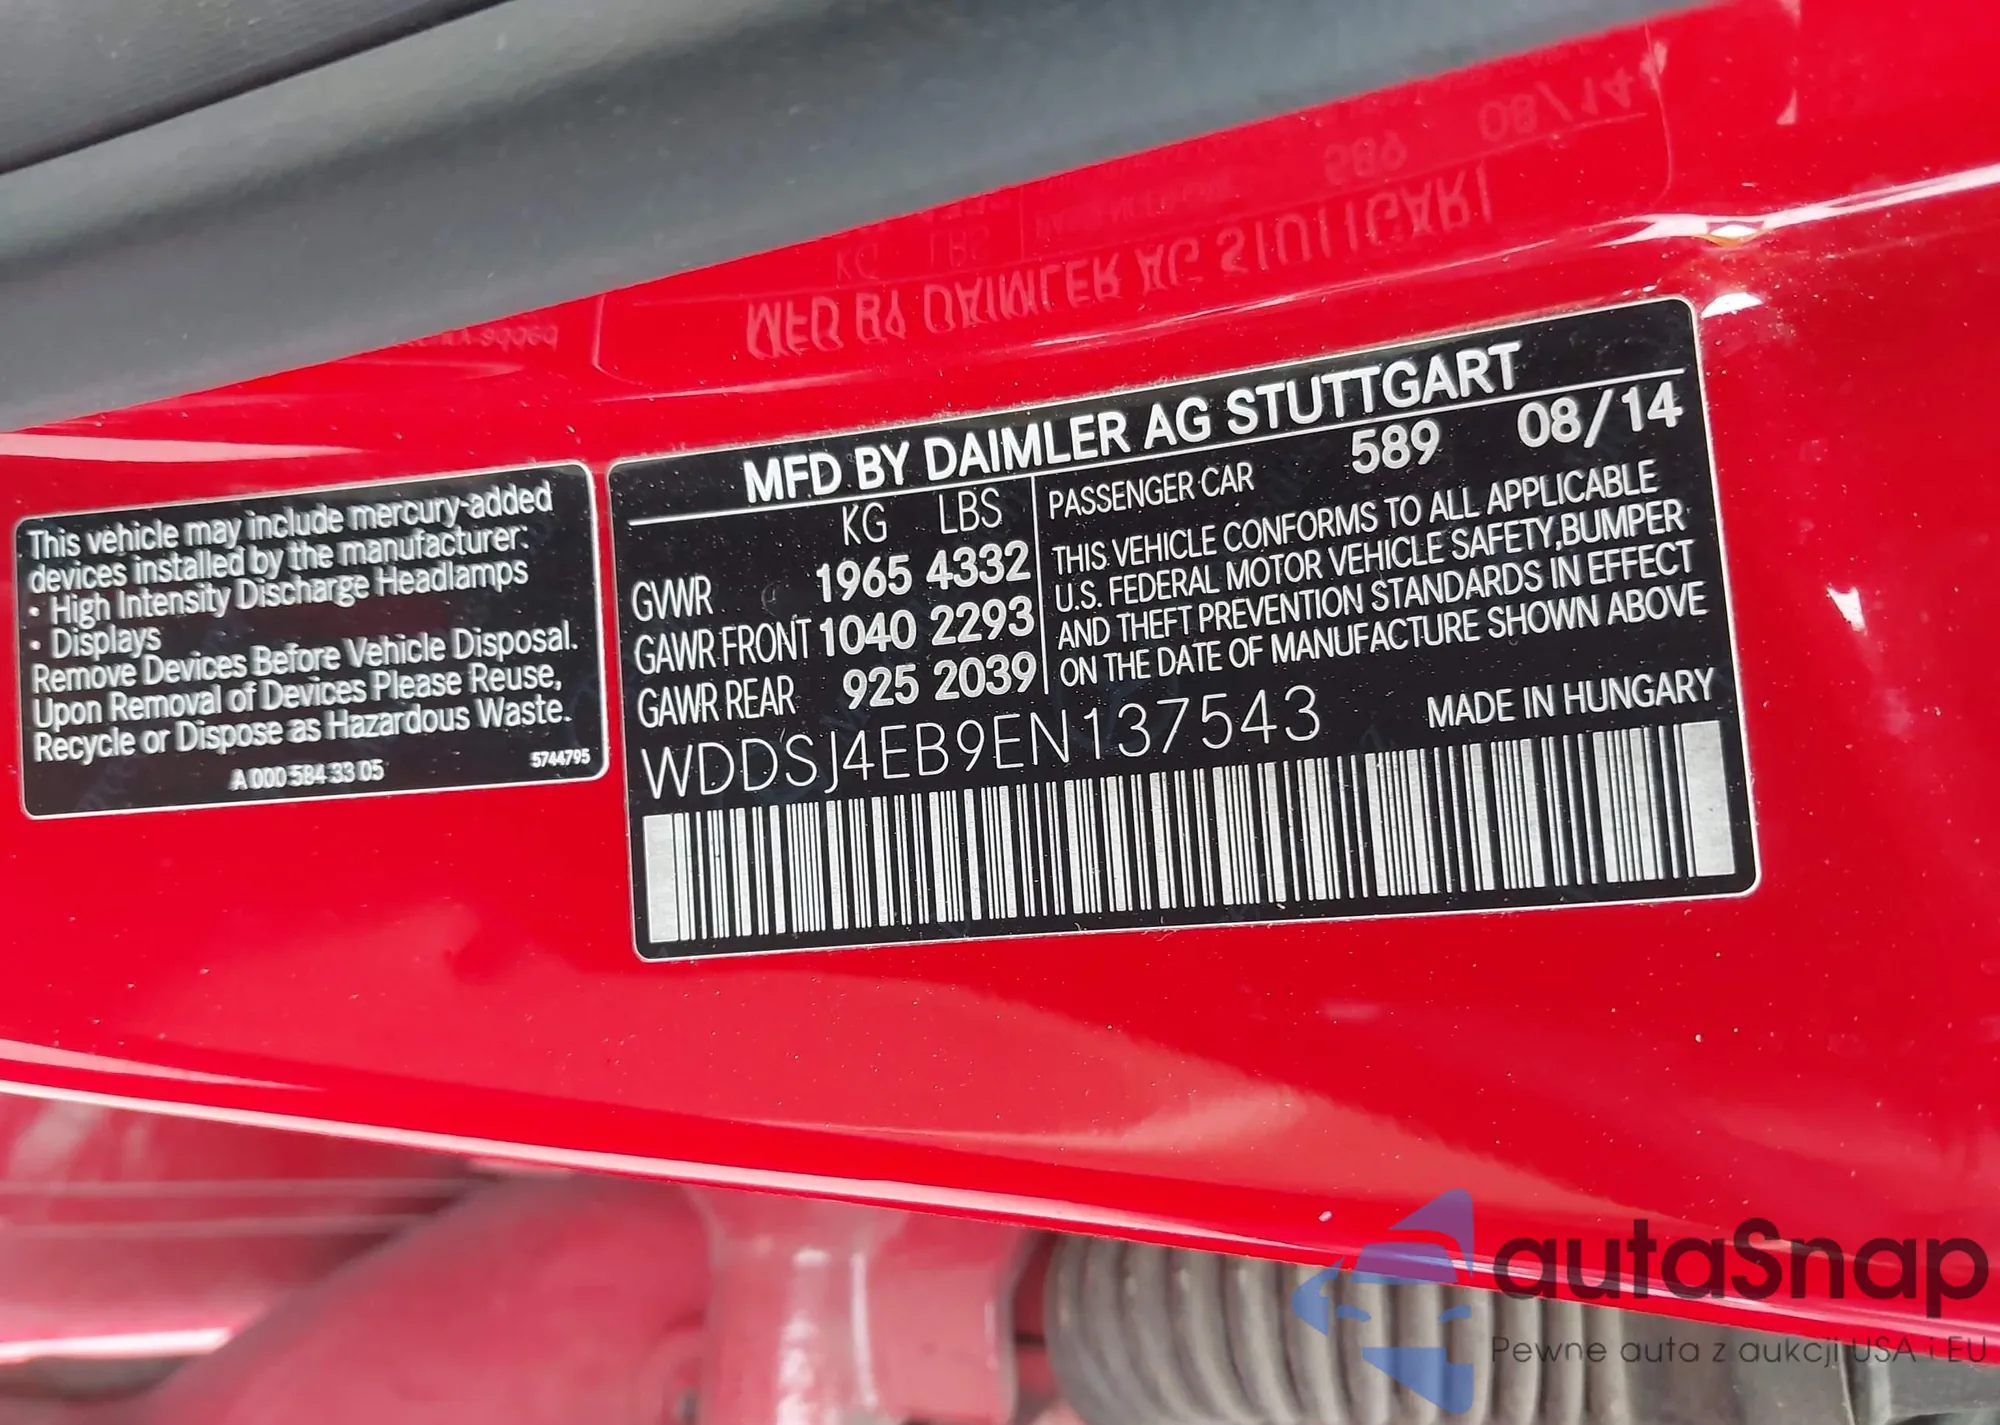 This vehicle may include mercury-added
devices installed by the manufacturer:
• High Intensity Discharge Headlamps
• Displays
Remove Devices Before Vehicle Disposal.
Upon Removal of Devices Please Reuse,
Recycle or Dispose as Hazardous Waste.
A 000 584 33 05
5744795
MFD BY DAIMLER AG STUTTGART
KG LBS
GVWR 1965 4332
GAWR FRONT 1040 2293
GAWR REAR 925 2039
PASSENGER CAR 589 08/14
THIS VEHICLE CONFORMS TO ALL APPLICABLE
U.S. FEDERAL MOTOR VEHICLE SAFETY,BUMPER
AND THEFT PREVENTION STANDARDS IN EFFECT
ON THE DATE OF MANUFACTURE SHOWN ABOVE
WDDSJ4EB9EN137543
MADE IN HUNGARY
autaSnap
Pewne auta z aukcji USA i EU